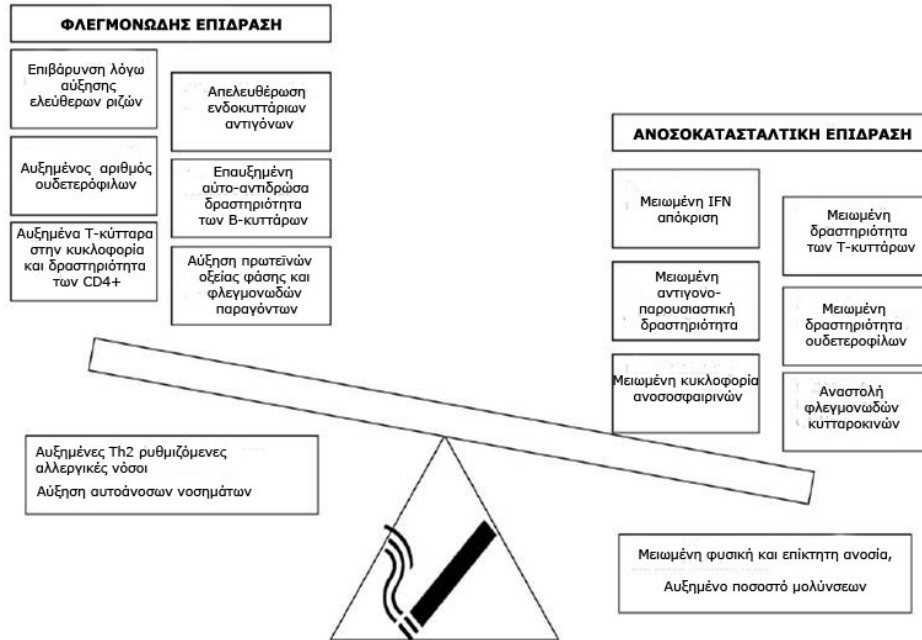 ΦΛΕΓΜΟΝΩΔΗΣ ΕΠΙΔΡΑΣΗ
Επιβάρυνση λόγω
αύξησης
ελεύθερων ριζών
Απελευθέρωση
ενδοκυττάριων
αντιγόνων
Αυξημένος αριθμός
ουδετερόφιλων
Επαυξημένη
αύτο-αντιδρώσα
δραστηριότητα
των Β-κυττάρων
Αυξημένα Τ-κύτταρα
στην κυκλοφορία
και δραστηριότητα
των CD4+
Αύξηση πρωτεϊνών
οξείας φάσης και
φλεγμονωδών
παραγόντων
ΑΝΟΣΟΚΑΤΑΣΤΑΛΤΙΚΗ ΕΠΙΔΡΑΣΗ
Μειωμένη IFN
απόκριση
Μειωμένη
δραστηριότητα
των Τ-κυττάρων
Μειωμένη
αντιγονο-
παρουσιαστική
δραστηριότητα
Μειωμένη
δραστηριότητα
ουδετεροφίλων
Μειωμένη κυκλοφορία
ανοσοσφαιρινών
Αναστολή
φλεγμονωδών
κυτταροκινών
Αυξημένες Th2 ρυθμιζόμενες
αλλεργικές νόσοι
Αύξηση αυτοάνοσων νοσημάτων
Μειωμένη φυσική και επίκτητη ανοσία,
Αυξημένο ποσοστό μολύνσεων